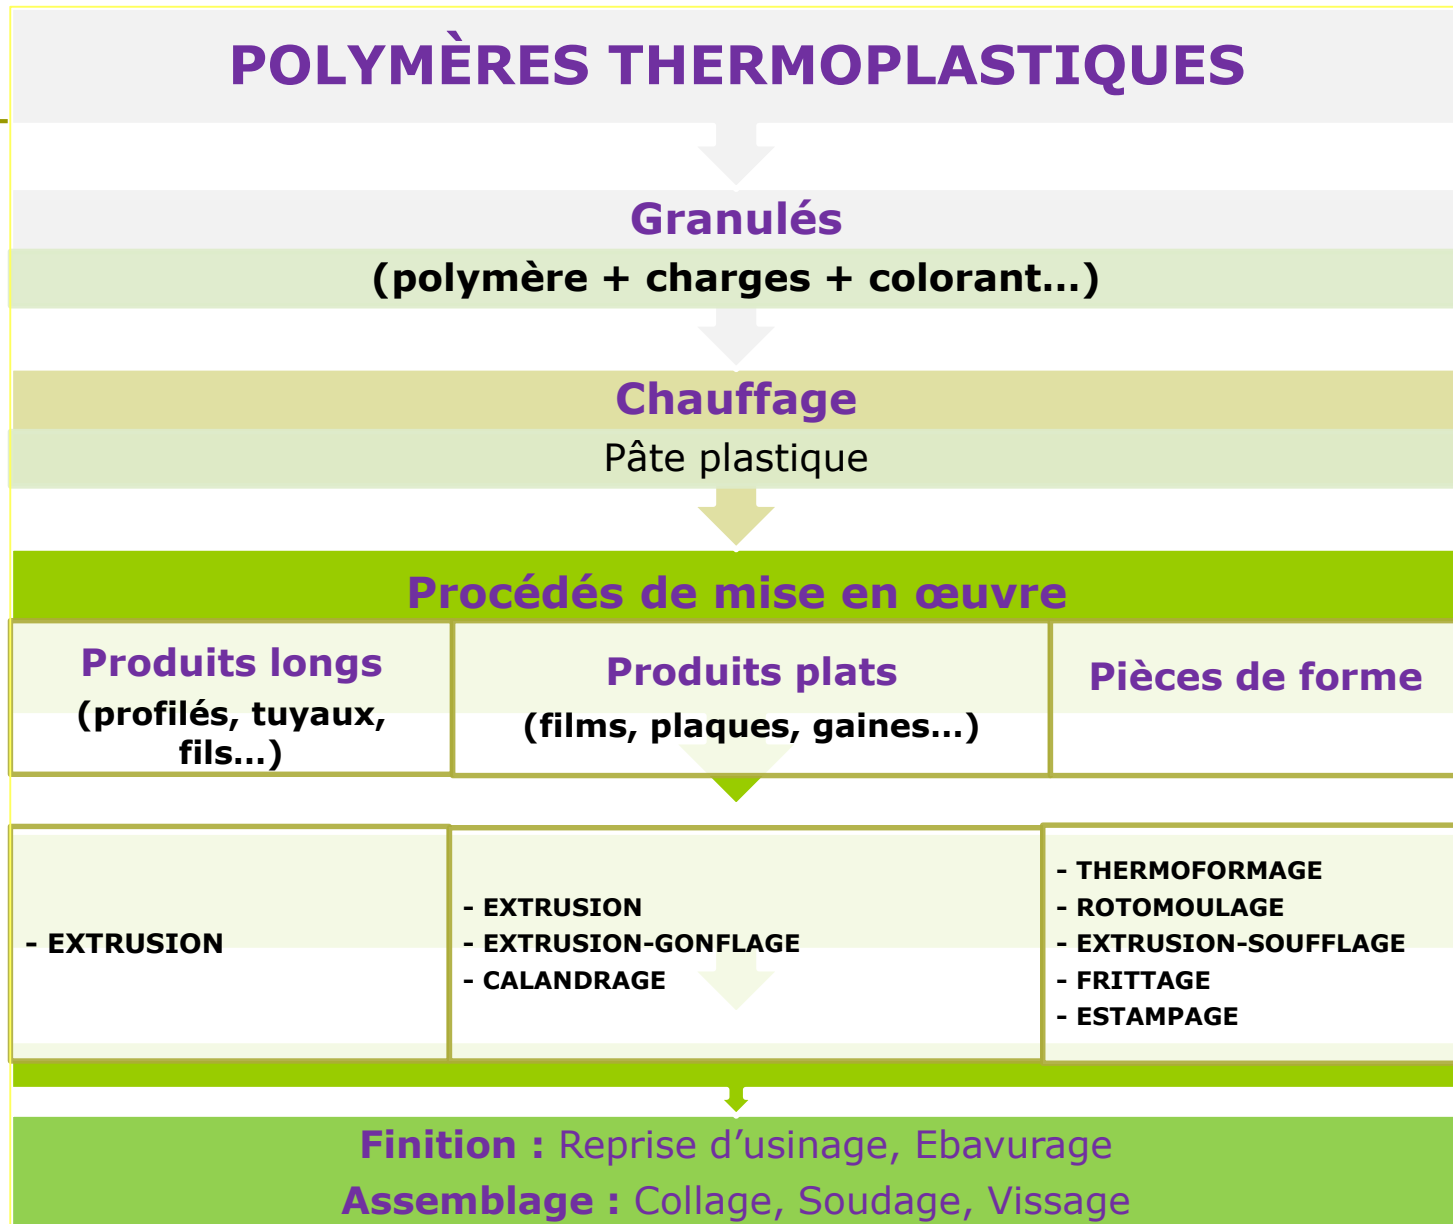 POLYMÈRES THERMOPLASTIQUES
Granulés
(polymère + charges + colorant…)
Chauffage
Pâte plastique
Procédés de mise en œuvre
Produits longs
(profilés, tuyaux,
fils…)
Produits plats
(films, plaques, gaines…)
Pièces de forme
- EXTRUSION
- EXTRUSION
- EXTRUSION-GONFLAGE
- CALANDRAGE
- THERMOFORMAGE
- ROTOMOULAGE
- EXTRUSION-SOUFFLAGE
- FRITTAGE
- ESTAMPAGE
Finition : Reprise d’usinage, Ebavurage
Assemblage : Collage, Soudage, Vissage